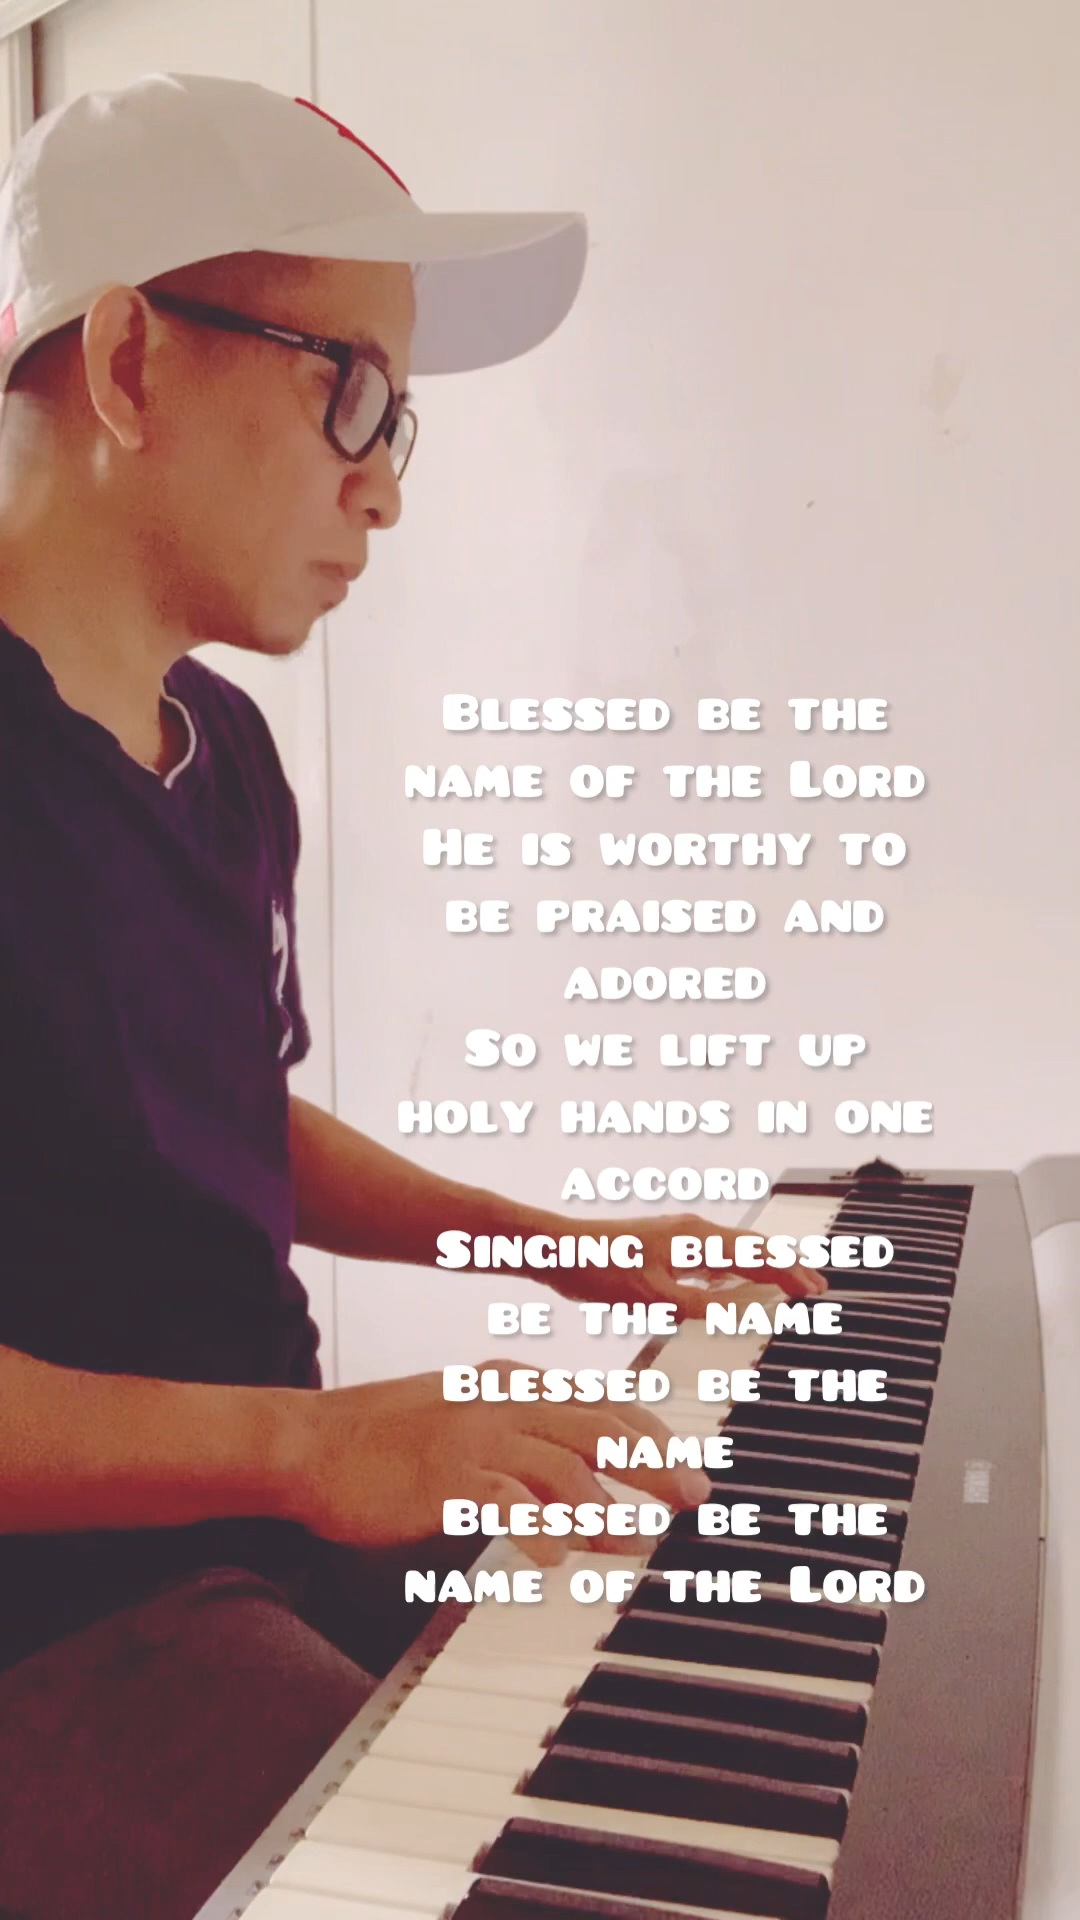 Blessed be the
name of the Lord
He is worthy to
be praised and
adored
So we lift up
holy hands in one
accord
Singing blessed
be the name
Blessed be the
name
Blessed be the
name of the Lord